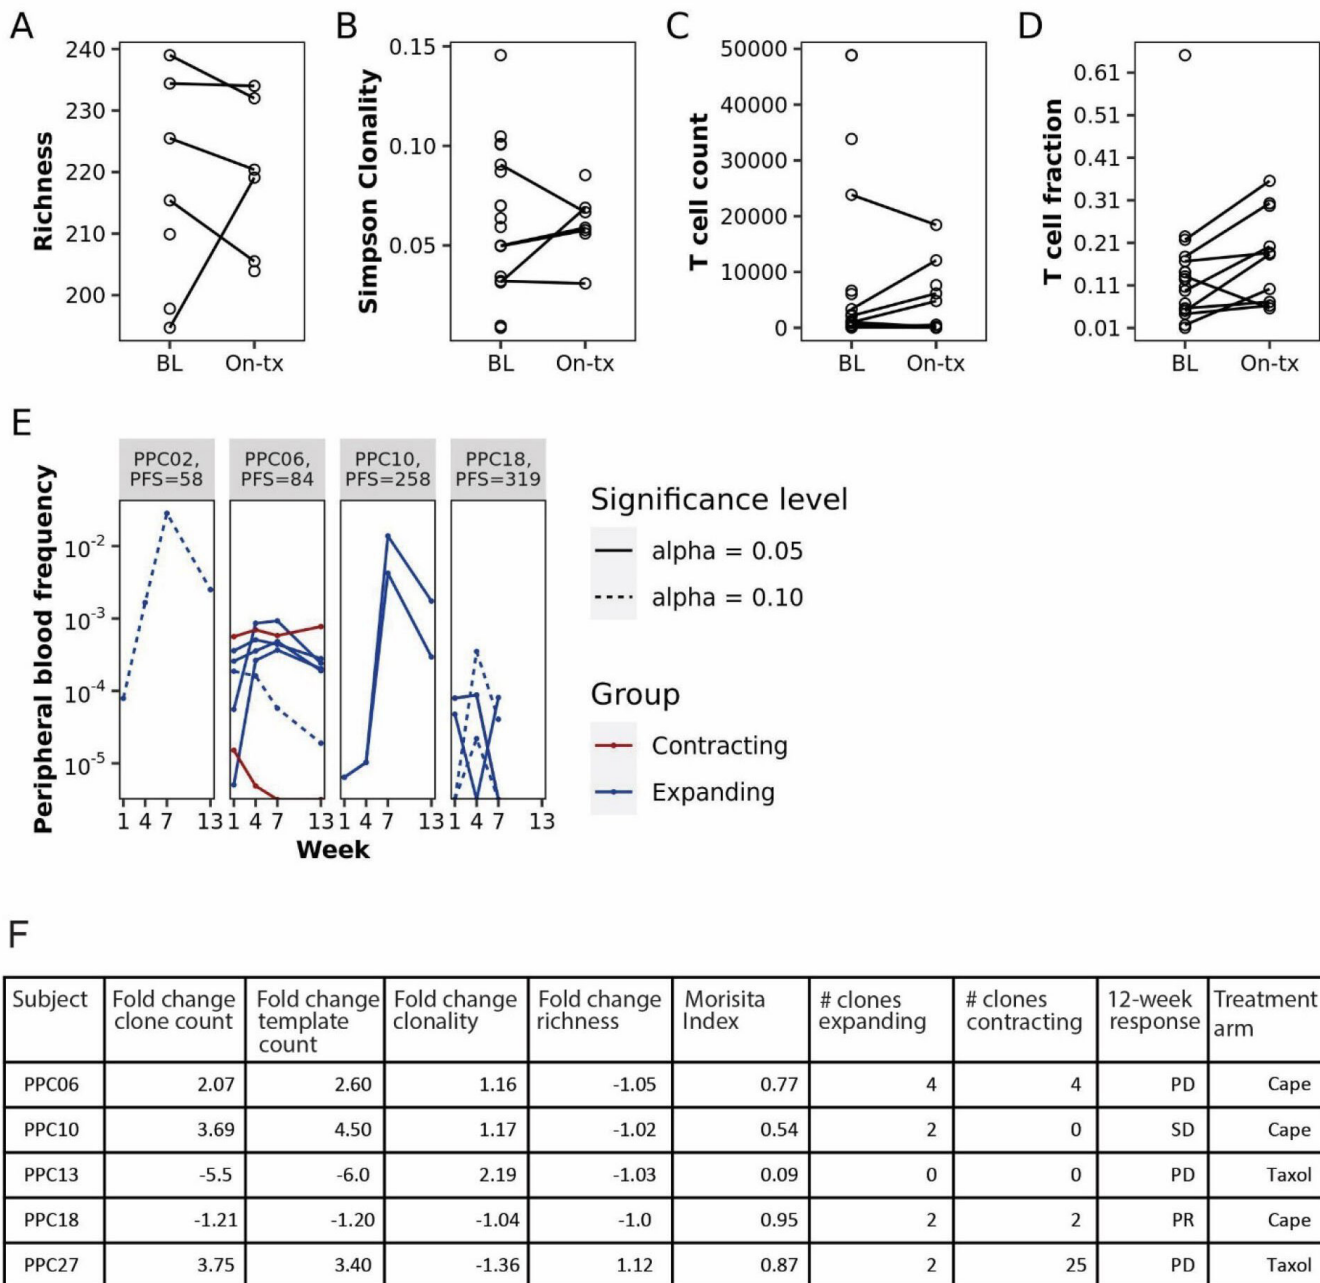 A
B
C
D
Richness
240
230
220
210
200
BL On-tx
Simpson Clonality
0.15
0.10
0.05
BL On-tx
T cell count
50000
40000
30000
20000
10000
0
BL On-tx
T cell fraction
0.61
0.51
0.41
0.31
0.21
0.11
0.01
BL On-tx
E
Peripheral blood frequency
PPC02,
PFS=58
PPC06,
PFS=84
PPC10,
PFS=258
PPC18,
PFS=319
10-2
10-3
10-4
10-5
1 4 7 13
1 4 7 13
1 4 7 13
1 4 7 13
Week
Significance level
alpha = 0.05
alpha = 0.10
Group
Contracting
Expanding
F
Subject
Fold change
clone count
Fold change
template
count
Fold change
clonality
Fold change
richness
Morisita
Index
# clones
expanding
# clones
contracting
12-week
response
Treatment
arm
PPC06 2.07 2.60 1.16 -1.05 0.77 4 4 PD Cape
PPC10 3.69 4.50 1.17 -1.02 0.54 2 0 SD Cape
PPC13 -5.5 -6.0 2.19 -1.03 0.09 0 0 PD Taxol
PPC18 -1.21 -1.20 -1.04 -1.0 0.95 2 2 PR Cape
PPC27 3.75 3.40 -1.36 1.12 0.87 2 25 PD Taxol